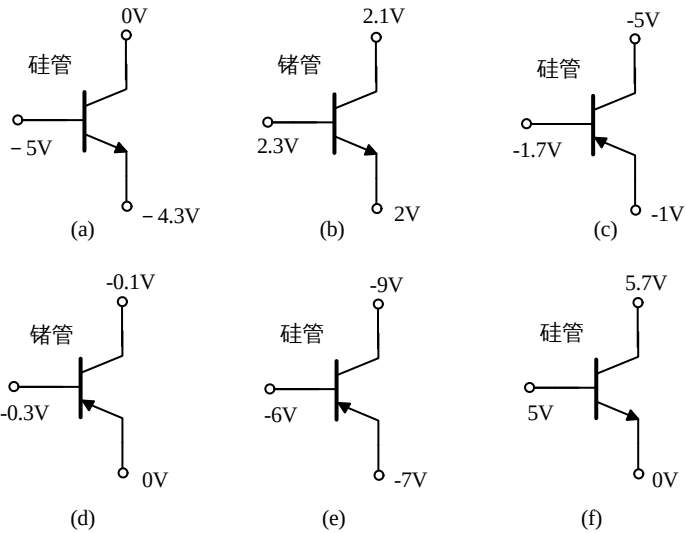 0V
2.1V
-5V
硅管
锗管
硅管
－5V
2.3V
-1.7V
－4.3V
2V
-1V
(a)
(b)
(c)
-0.1V
-9V
5.7V
锗管
硅管
硅管
-0.3V
-6V
5V
0V
-7V
0V
(d)
(e)
(f)